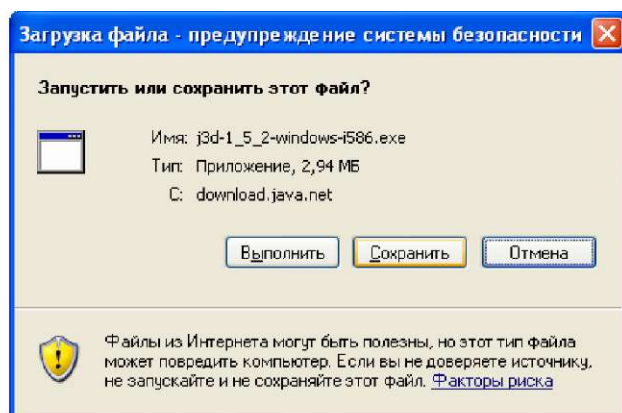 Загрузка файла - предупреждение системы безопасности
Запустить или сохранить этот файл?
Имя: j3d-1_5_2-windows-i586.exe
Тип: Приложение, 2,94 МБ
С: download.java.net
Выполнить Сохранить Отмена
Файлы из Интернета могут быть полезны, но этот тип файла
может повредить компьютер. Если вы не доверяете источнику,
не запускайте и не сохраняйте этот файл. Факторы риска